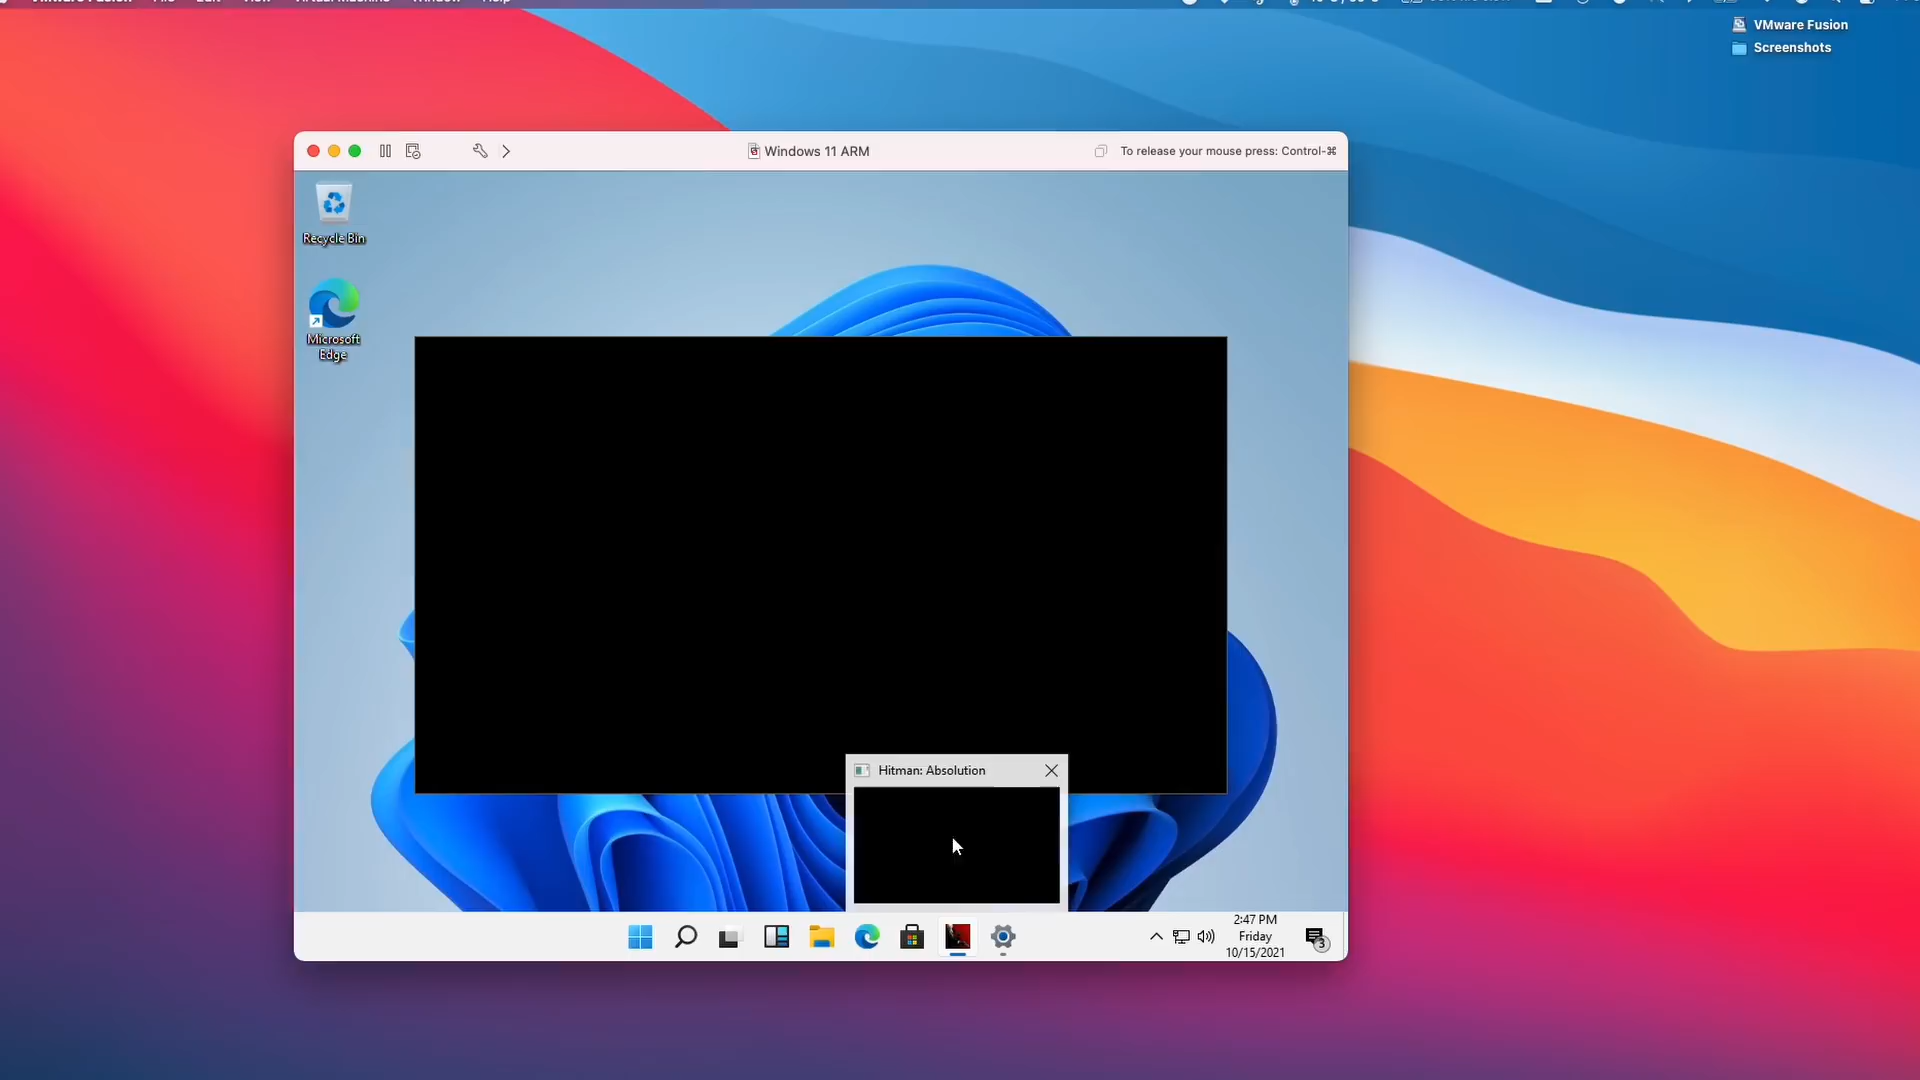 VMware Fusion
Screenshots
Windows 11 ARM
To release your mouse press: Control-⌘
Recycle Bin
Microsoft
Edge
Hitman: Absolution
2:47 PM
Friday
10/15/2021
3